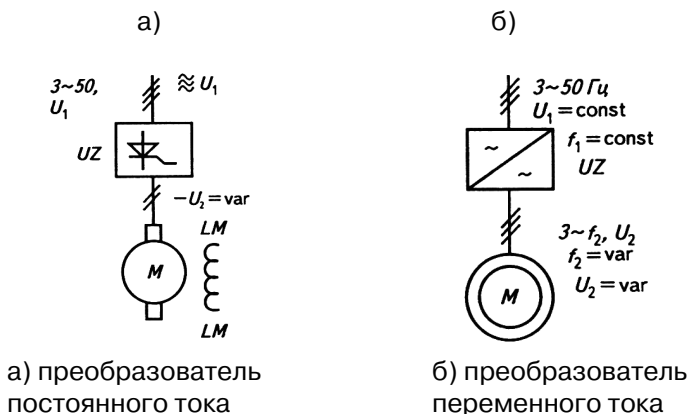 а)
3~50,
U₁
≋ U₁
UZ
−U₂ = var
LM
M
LM
а) преобразователь
постоянного тока
б)
3~50 Гц
U₁ = const
f₁ = const
~
~
UZ
3~ f₂, U₂
f₂ = var
U₂ = var
M
б) преобразователь
переменного тока